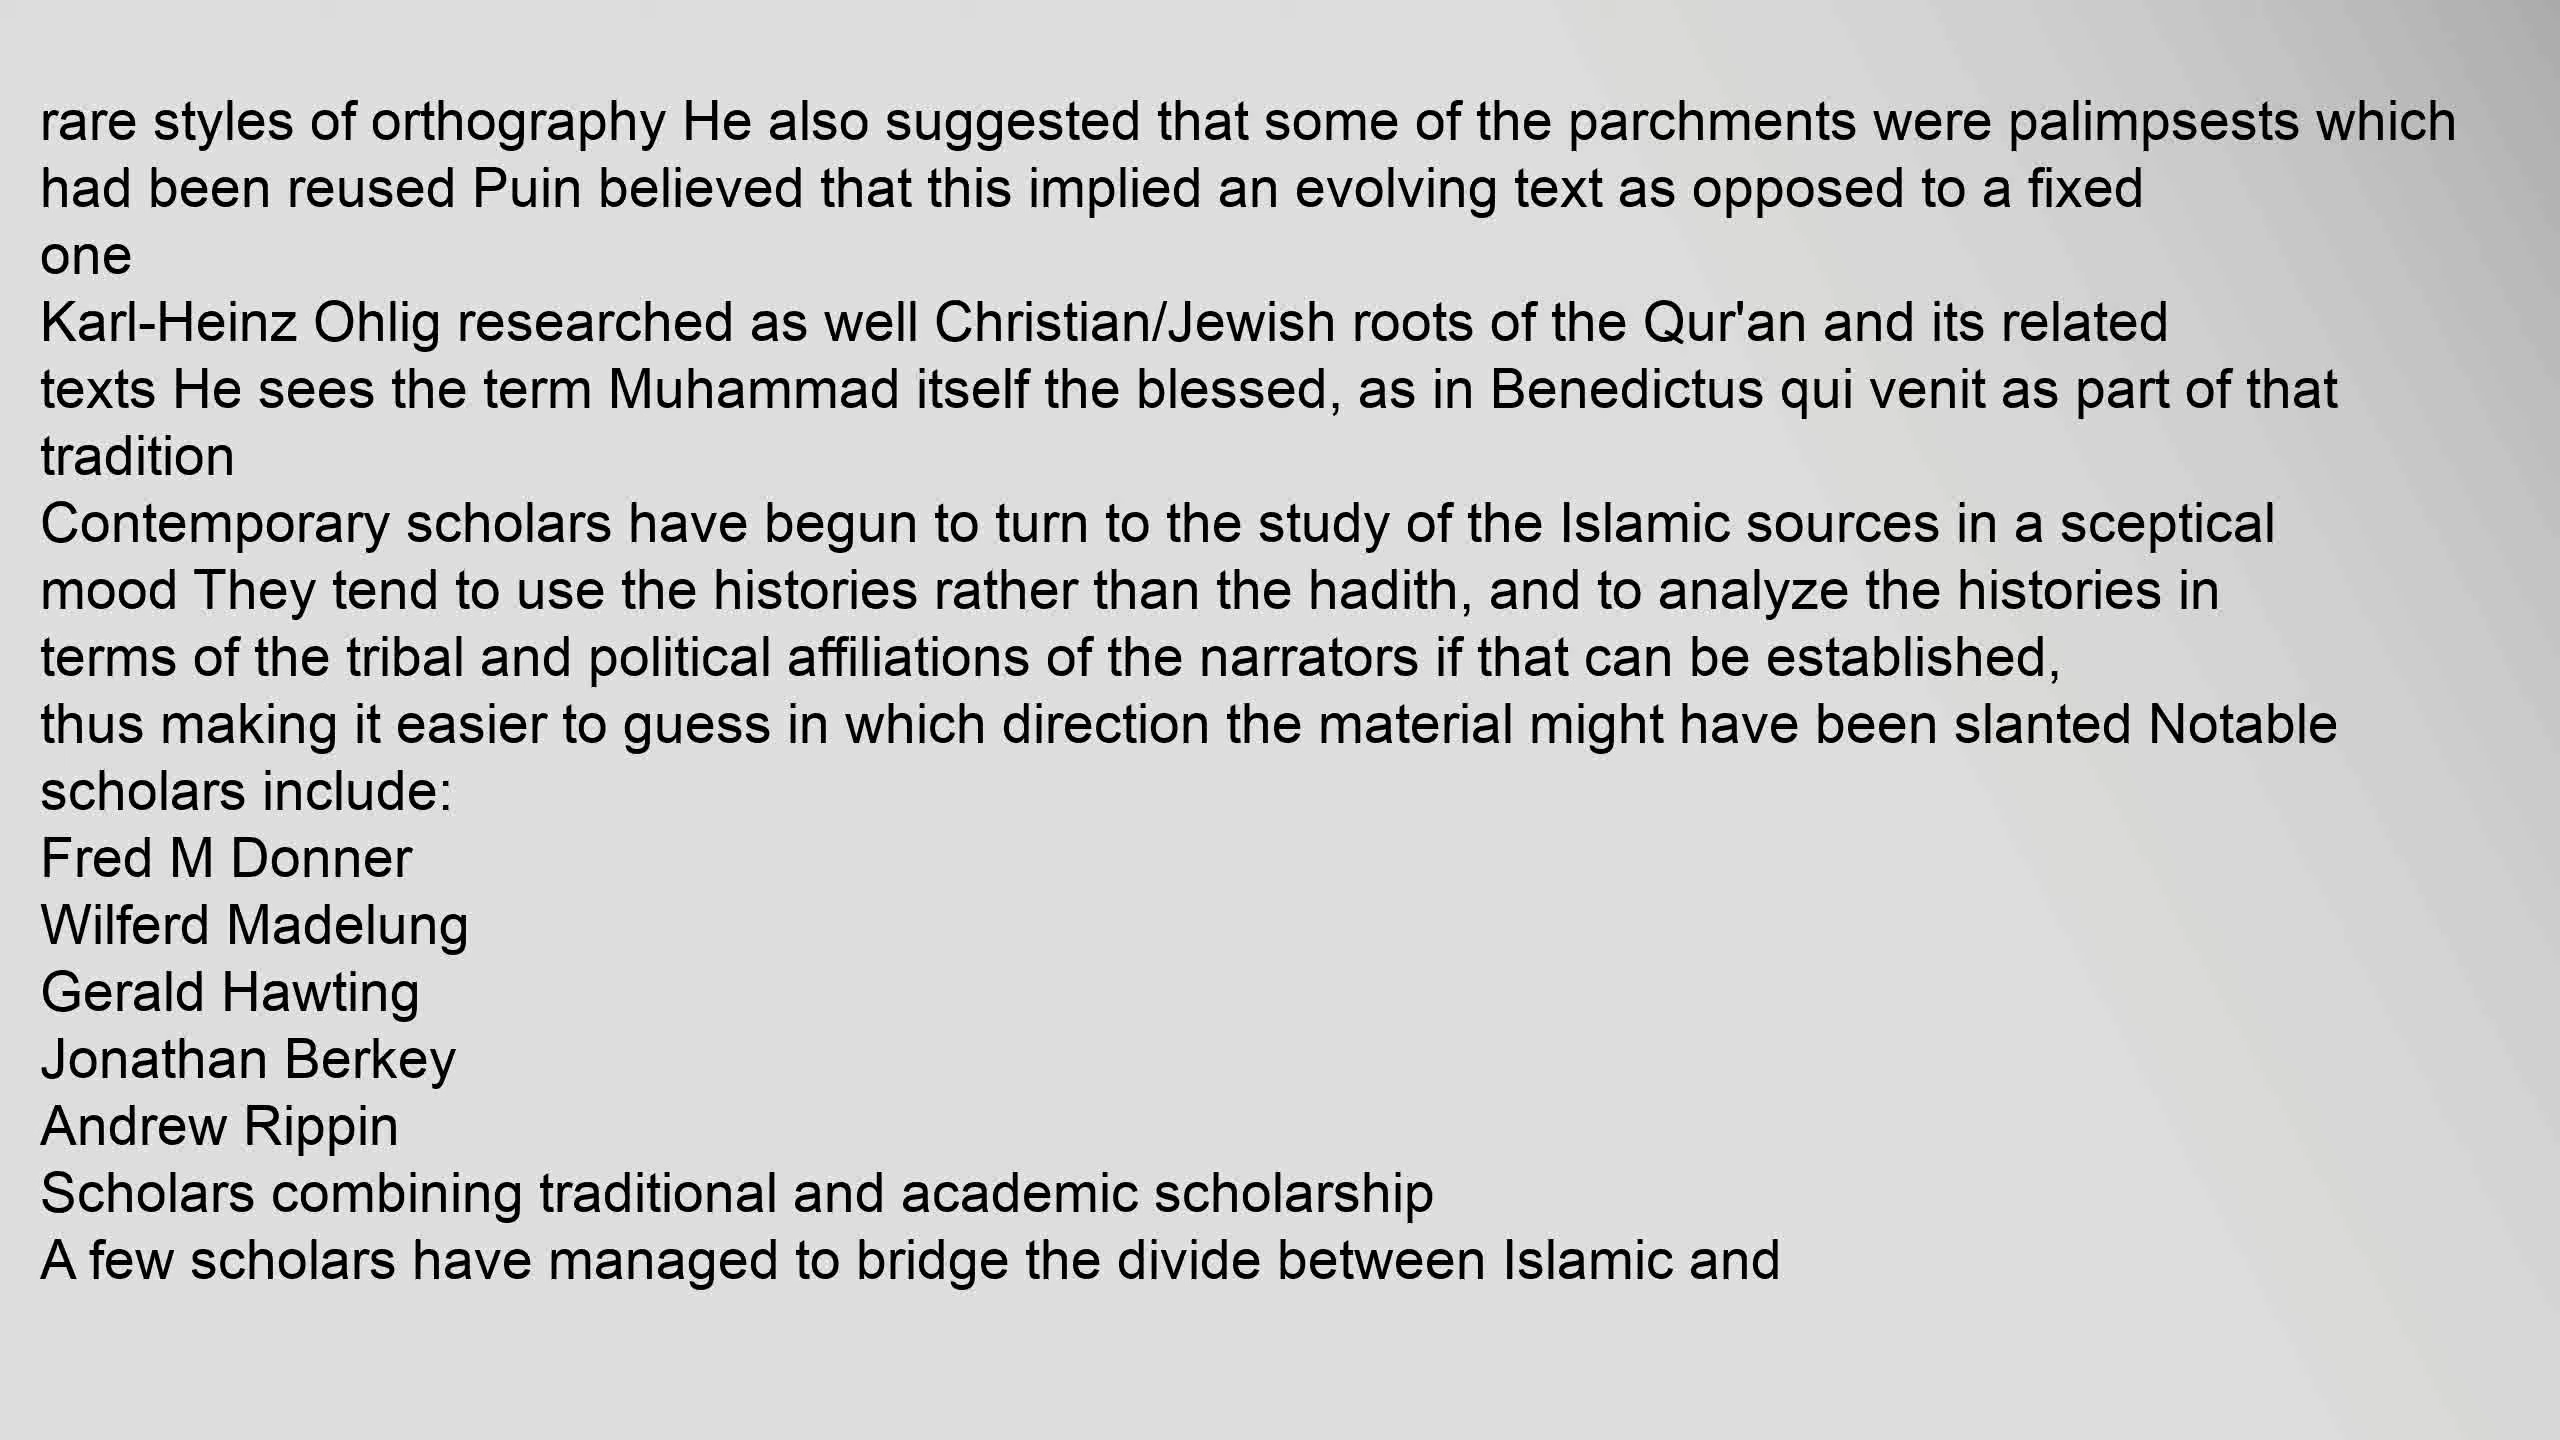 rare styles of orthography He also suggested that some of the parchments were palimpsests which
had been reused Puin believed that this implied an evolving text as opposed to a fixed
one
Karl-Heinz Ohlig researched as well Christian/Jewish roots of the Qur'an and its related
texts He sees the term Muhammad itself the blessed, as in Benedictus qui venit as part of that
tradition
Contemporary scholars have begun to turn to the study of the Islamic sources in a sceptical
mood They tend to use the histories rather than the hadith, and to analyze the histories in
terms of the tribal and political affiliations of the narrators if that can be established,
thus making it easier to guess in which direction the material might have been slanted Notable
scholars include:
Fred M Donner
Wilferd Madelung
Gerald Hawting
Jonathan Berkey
Andrew Rippin
Scholars combining traditional and academic scholarship
A few scholars have managed to bridge the divide between Islamic and